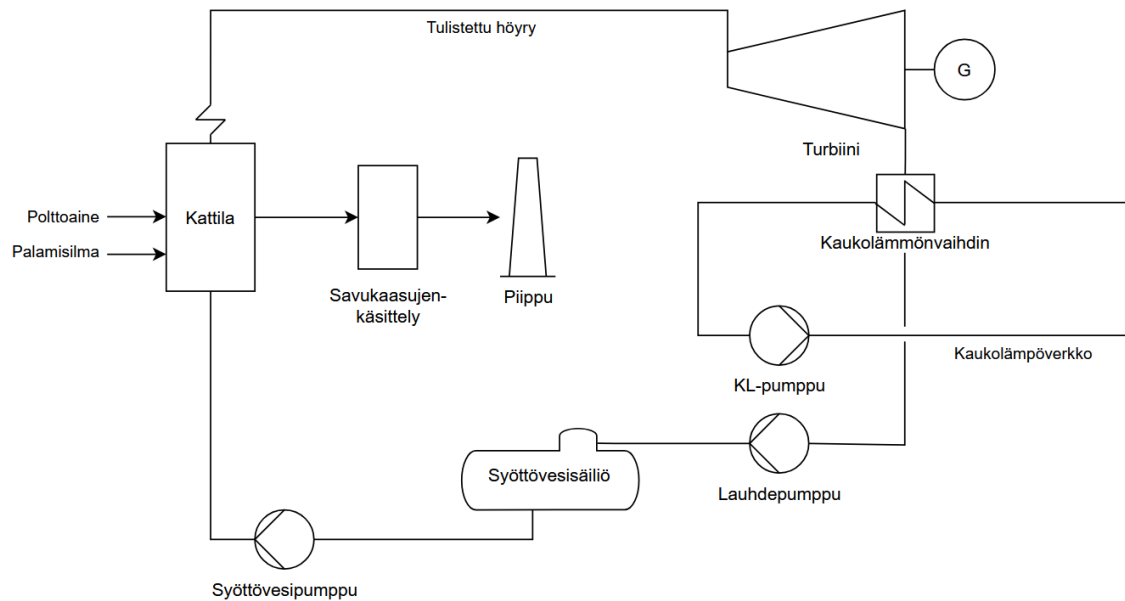 Tulistettu höyry
G
Turbiini
Polttoaine
Kattila
Palamisilma
Kaukolämmönvaihdin
Savukaasujen-
käsittely
Piippu
Kaukolämpöverkko
KL-pumppu
Syöttövesisäiliö
Lauhdepumppu
Syöttövesipumppu